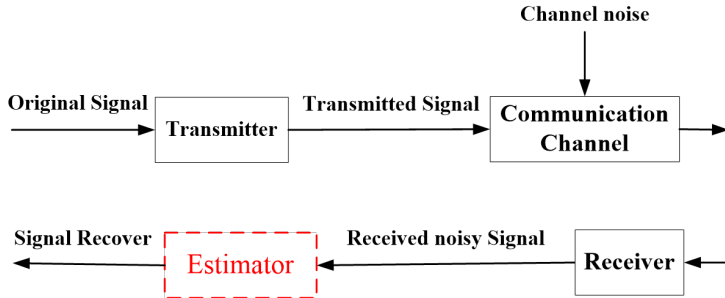 Channel noise
Original Signal
Transmitter
Transmitted Signal
Communication
Channel
Signal Recover
Estimator
Received noisy Signal
Receiver